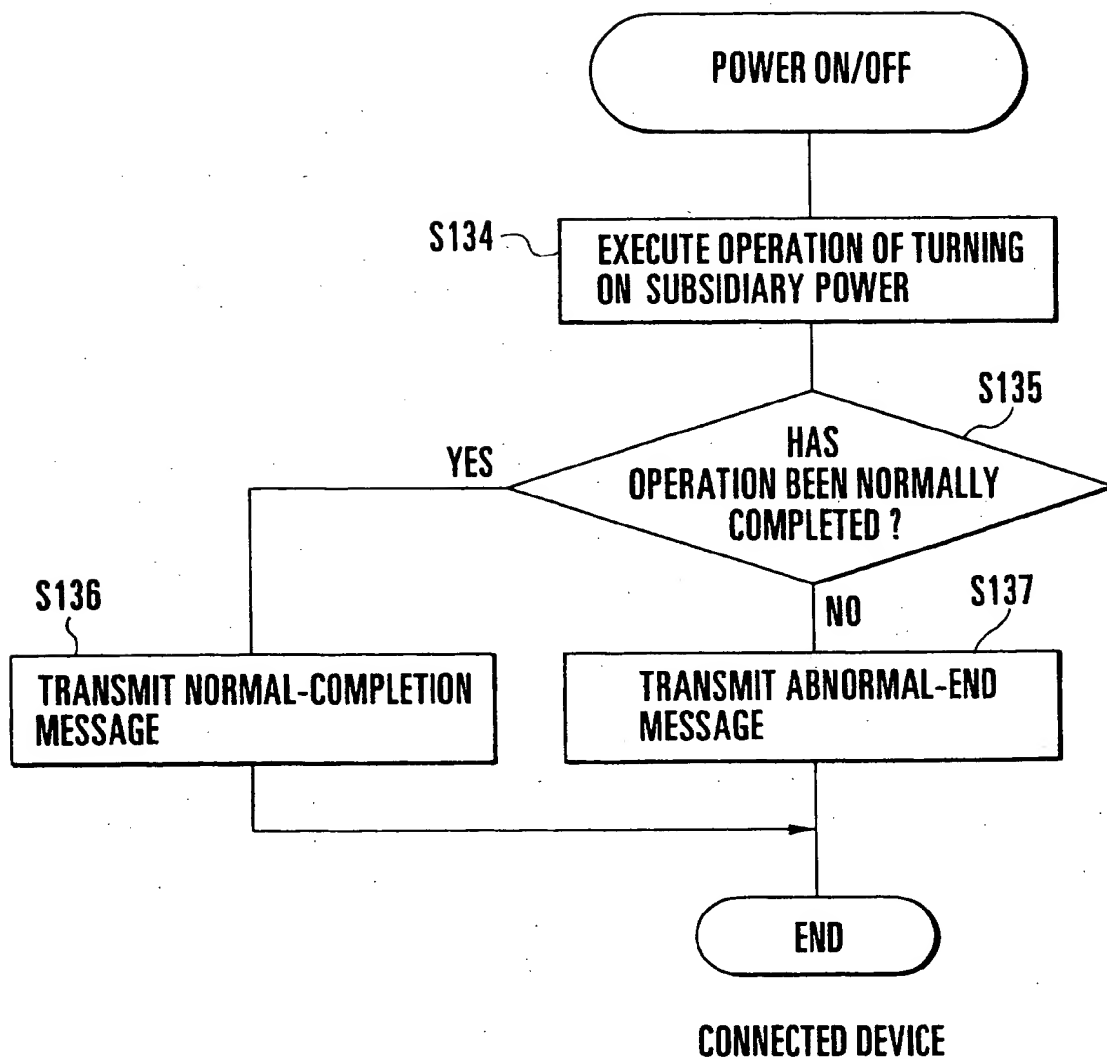 POWER ON/OFF
S134
EXECUTE OPERATION OF TURNING
ON SUBSIDIARY POWER
S135
HAS
OPERATION BEEN NORMALLY
COMPLETED ?
YES
NO
S136
TRANSMIT NORMAL-COMPLETION
MESSAGE
S137
TRANSMIT ABNORMAL-END
MESSAGE
END
CONNECTED DEVICE